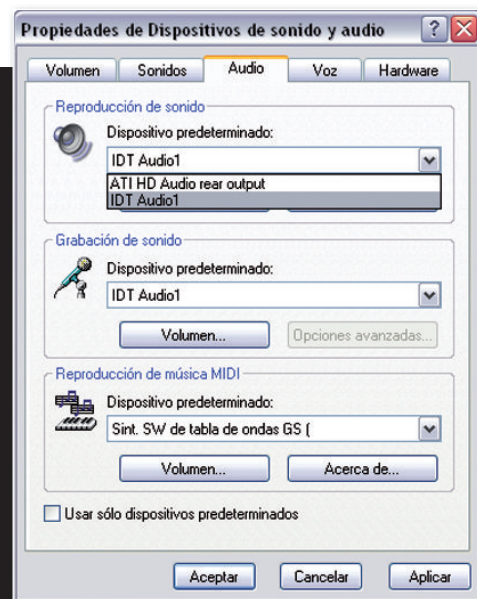 Propiedades de Dispositivos de sonido y audio
Volumen Sonidos Audio Voz Hardware
Reproducción de sonido
Dispositivo predeterminado:
IDT Audio1
ATI HD Audio rear output
IDT Audio1
Grabación de sonido
Dispositivo predeterminado:
IDT Audio1
Volumen... Opciones avanzadas...
Reproducción de música MIDI
Dispositivo predeterminado:
Sint. SW de tabla de ondas GS (
Volumen... Acerca de...
Usar sólo dispositivos predeterminados
Aceptar Cancelar Aplicar